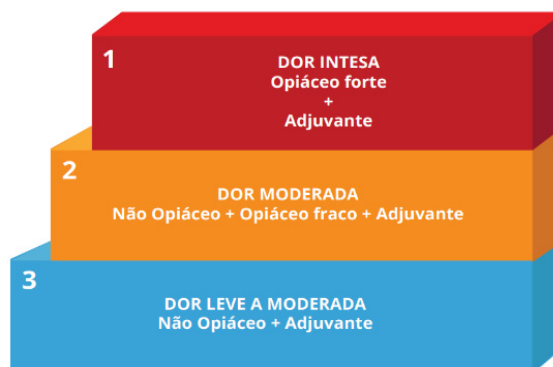 1
DOR INTESA
Opiáceo forte
+
Adjuvante
2
DOR MODERADA
Não Opiáceo + Opiáceo fraco + Adjuvante
3
DOR LEVE A MODERADA
Não Opiáceo + Adjuvante